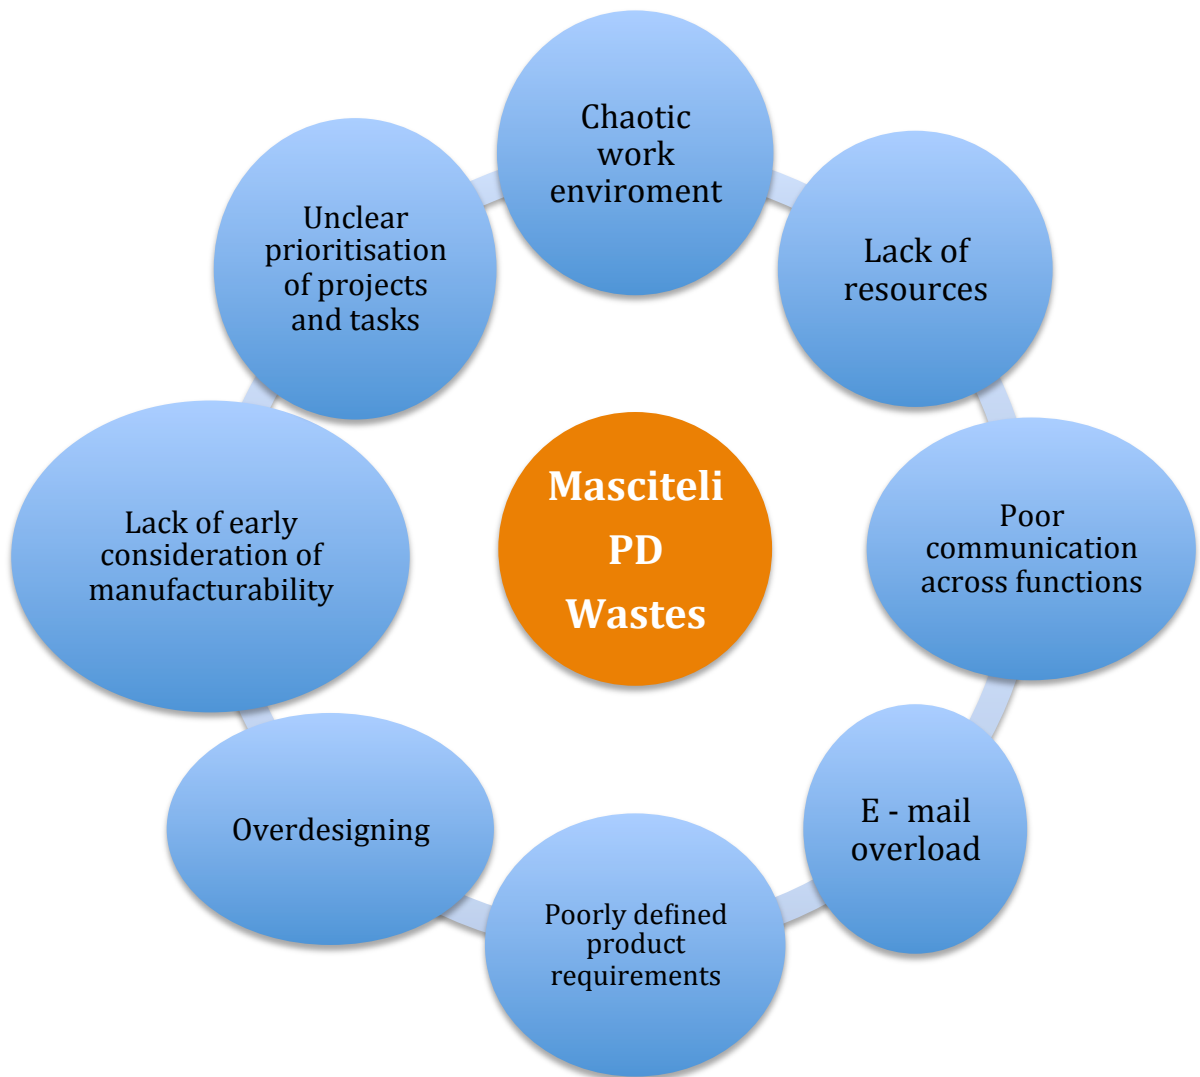 Chaotic
work
enviroment
Lack of
resources
Poor
communication
across functions
E - mail
overload
Poorly defined
product
requirements
Overdesigning
Lack of early
consideration of
manufacturability
Unclear
prioritisation
of projects
and tasks
Masciteli
PD
Wastes